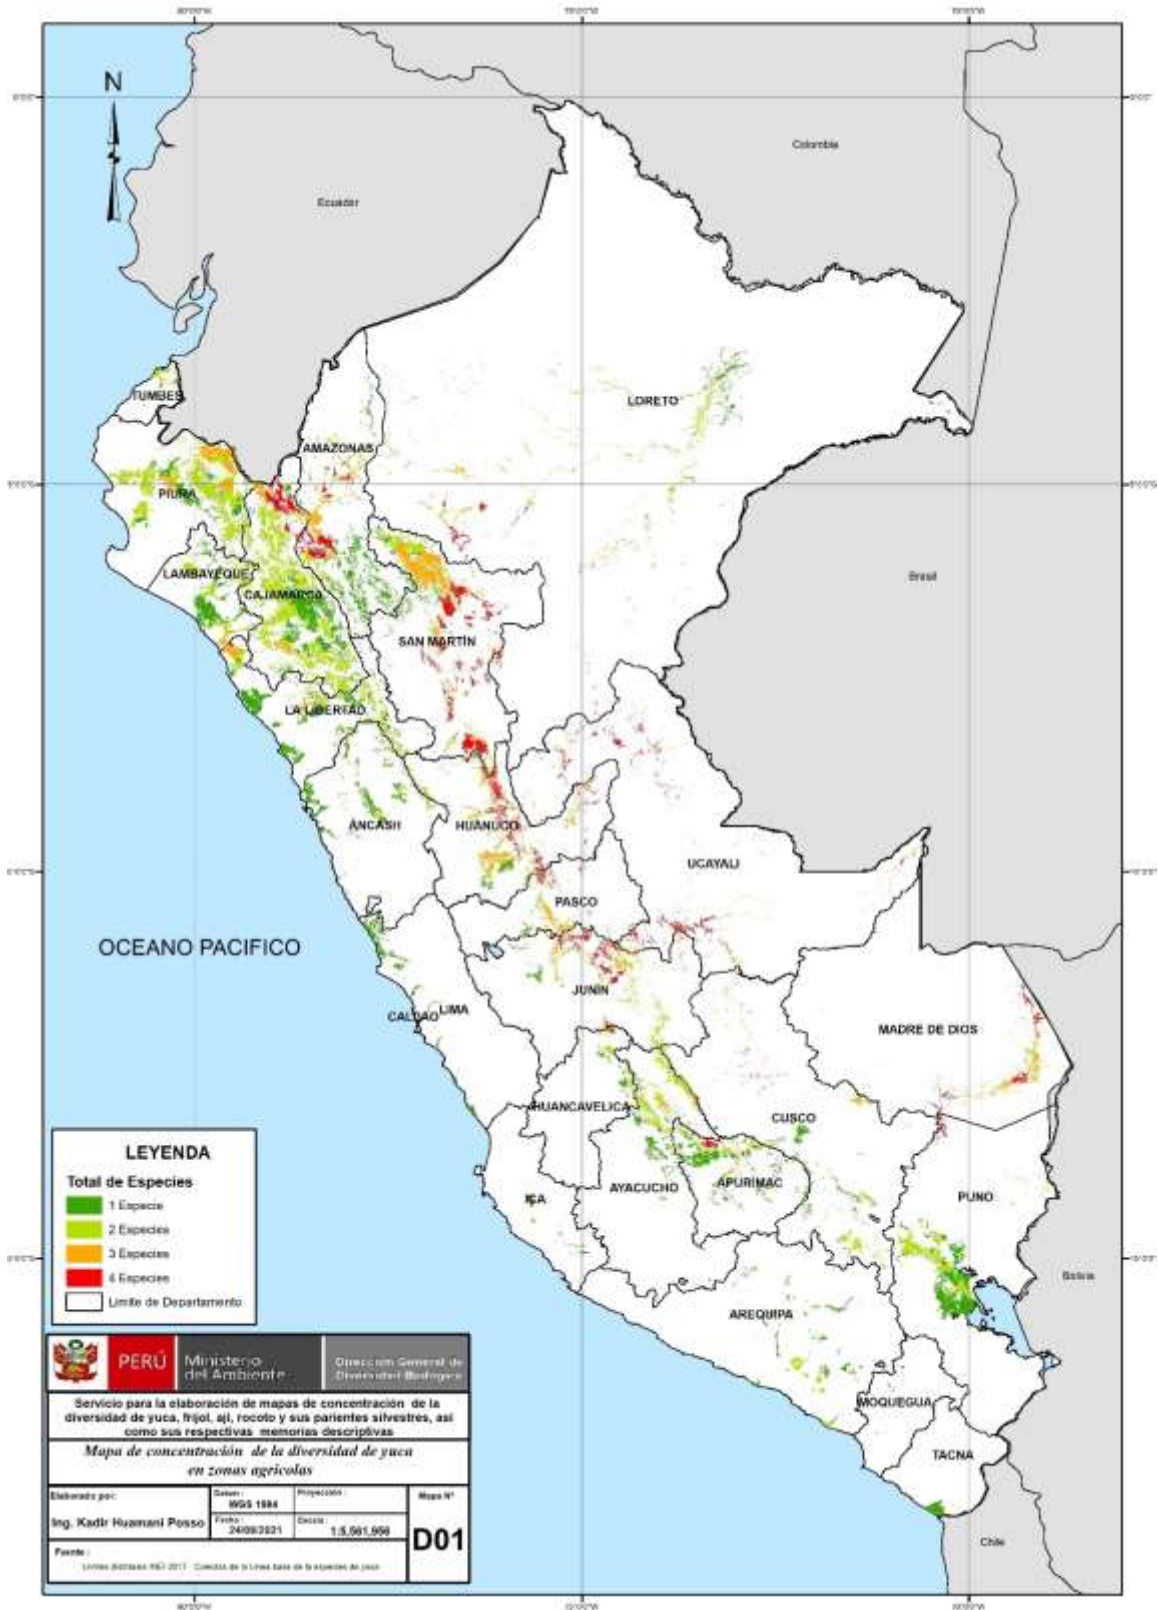 N
Colombia
Ecuador
TUMBES
LORETO
AMAZONAS
PIURA
LAMBAYEQUE
CAJAMARCA
Brasil
SAN MARTÍN
LA LIBERTAD
ÁNCASH
HUANUCO
UCAYALI
PASCO
OCEANO PACIFICO
JUNÍN
CALLAO
LIMA
MADRE DE DIOS
HUANCAVELICA
CUSCO
AYACUCHO
APURÍMAC
ICA
PUNO
Bolivia
AREQUIPA
MOQUEGUA
TACNA
Chile
LEYENDA
Total de Especies
1 Especie
2 Especies
3 Especies
4 Especies
Limite de Departamento
PERÚ
Ministerio
del Ambiente
Dirección General de
Diversidad Biológica
Servicio para la elaboración de mapas de concentración de la
diversidad de yuca, frijol, ají, rocoto y sus parientes silvestres, así
como sus respectivas memorias descriptivas
Mapa de concentración de la diversidad de yuca
en zonas agrícolas
Elaborado por:
Ing. Kadir Huamani Posso
Datum:
WGS 1984
Proyección:
Fecha:
24/09/2021
Escala:
1:5,561,956
Mapa N°
D01
Fuente: